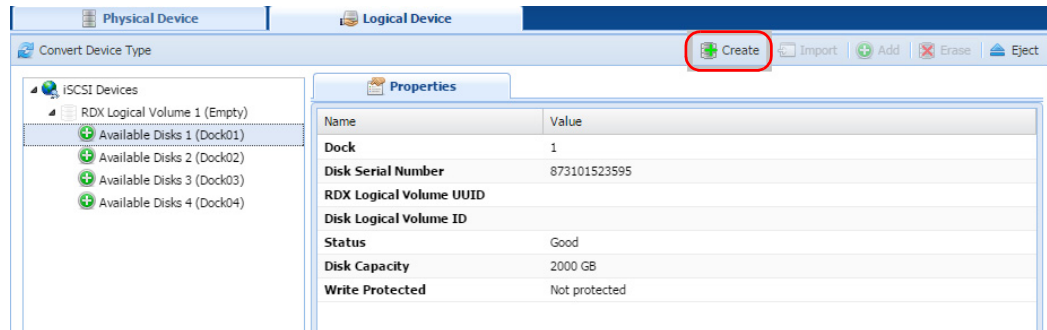 Physical Device
Logical Device
Convert Device Type
Create
Import
Add
Erase
Eject
iSCSI Devices
RDX Logical Volume 1 (Empty)
Available Disks 1 (Dock01)
Available Disks 2 (Dock02)
Available Disks 3 (Dock03)
Available Disks 4 (Dock04)
Properties
Name Value
Dock 1
Disk Serial Number 873101523595
RDX Logical Volume UUID
Disk Logical Volume ID
Status Good
Disk Capacity 2000 GB
Write Protected Not protected